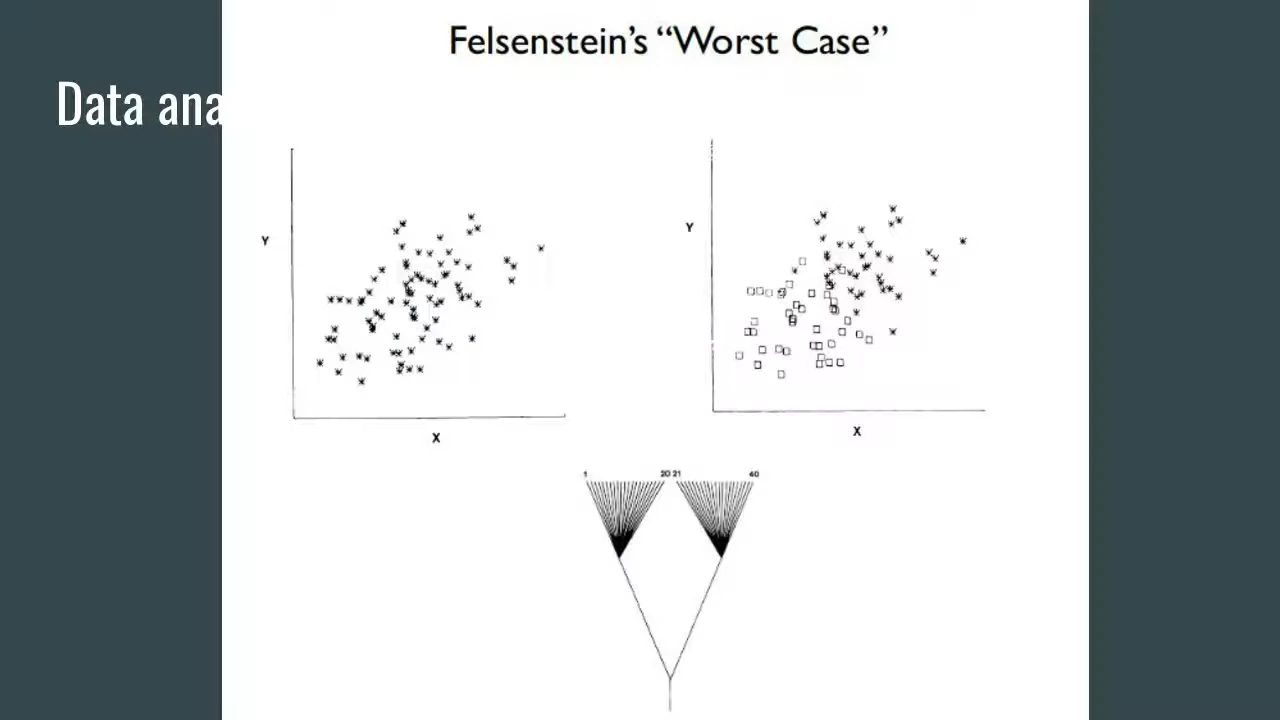 Felsenstein's “Worst Case”
Data ana
Y
X
Y
X
1 20 21 40